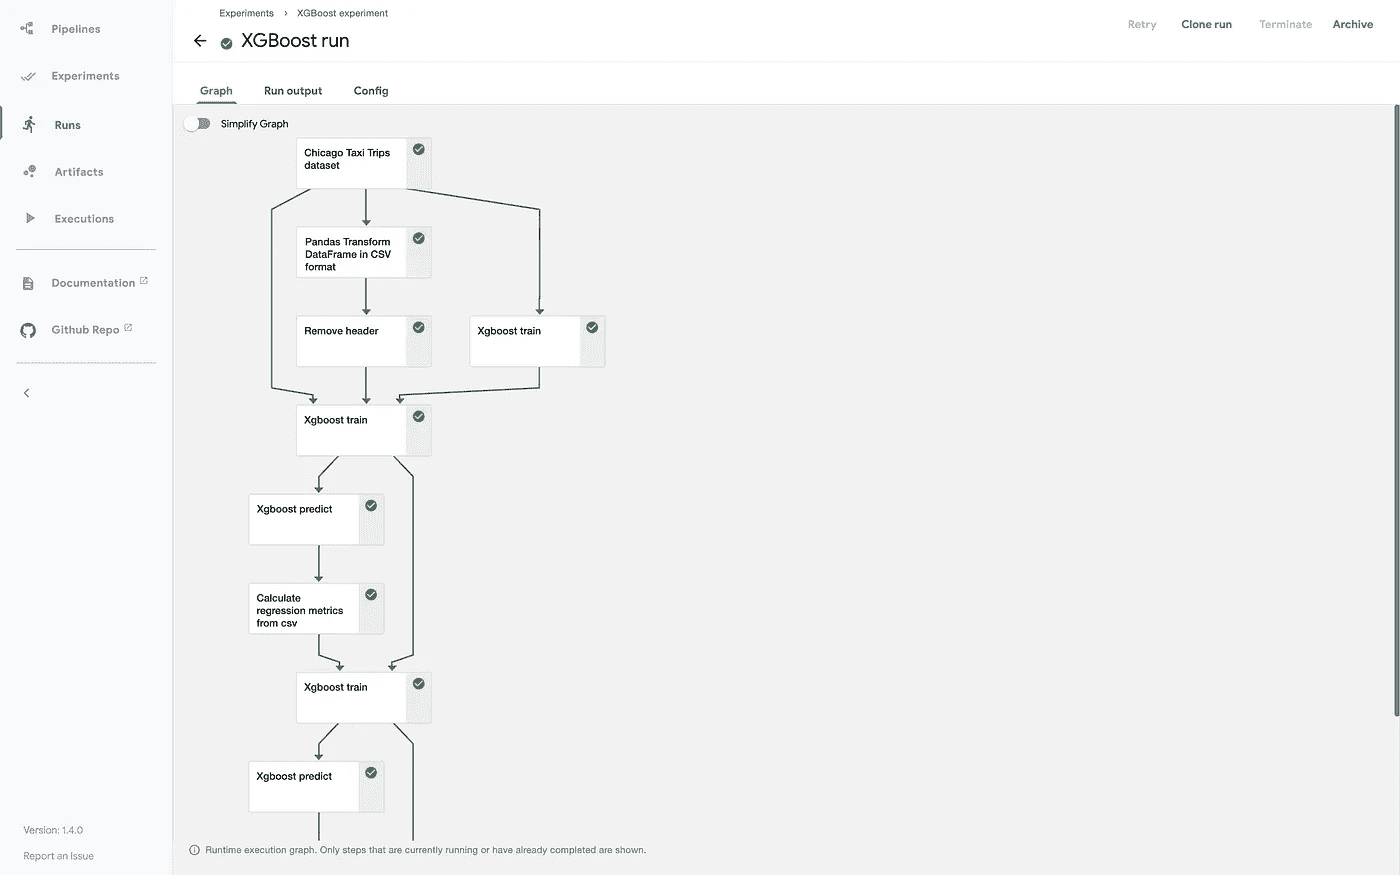 Pipelines
Experiments
Runs
Artifacts
Executions
Documentation
Github Repo
Version: 1.4.0
Report an Issue
Experiments › XGBoost experiment
XGBoost run
Retry
Clone run
Terminate
Archive
Graph
Run output
Config
Simplify Graph
Chicago Taxi Trips
dataset
Pandas Transform
DataFrame in CSV
format
Remove header
Xgboost train
Xgboost train
Xgboost predict
Calculate
regression metrics
from csv
Xgboost train
Xgboost predict
Runtime execution graph. Only steps that are currently running or have already completed are shown.